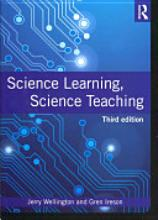 Science Learning,
Science Teaching
Third edition
Jerry Wellington and Gren Ireson